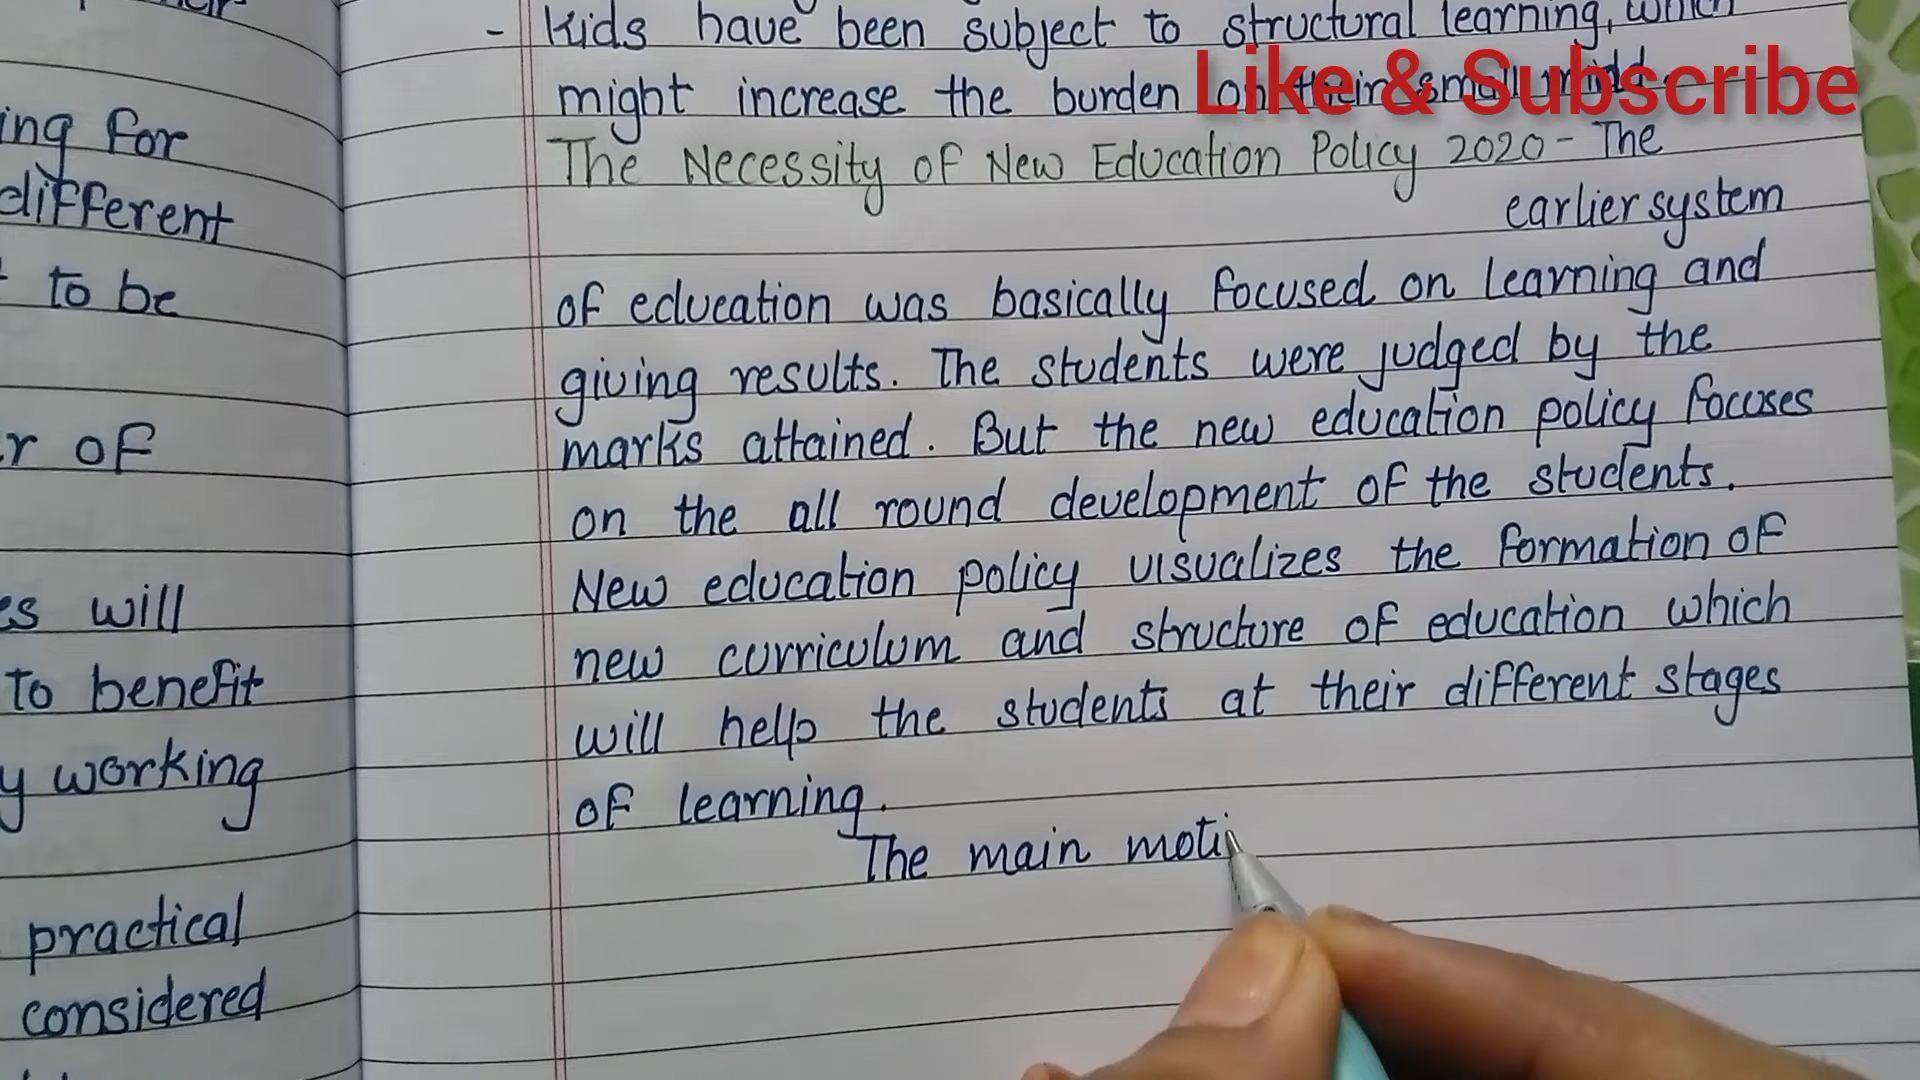 ing for
different
to be
r of
es will
to benefit
y working
practical
considered
- Kids have been subject to structural learning, which
might increase the burden on their small mind.
The Necessity of New Education Policy 2020 - The
earlier system
of education was basically focused on learning and
giving results. The students were judged by the
marks attained. But the new education policy focuses
on the all round development of the students.
New education policy visualizes the formation of
new curriculum and structure of education which
will help the students at their different stages
of learning.
The main moti
Like & Subscribe